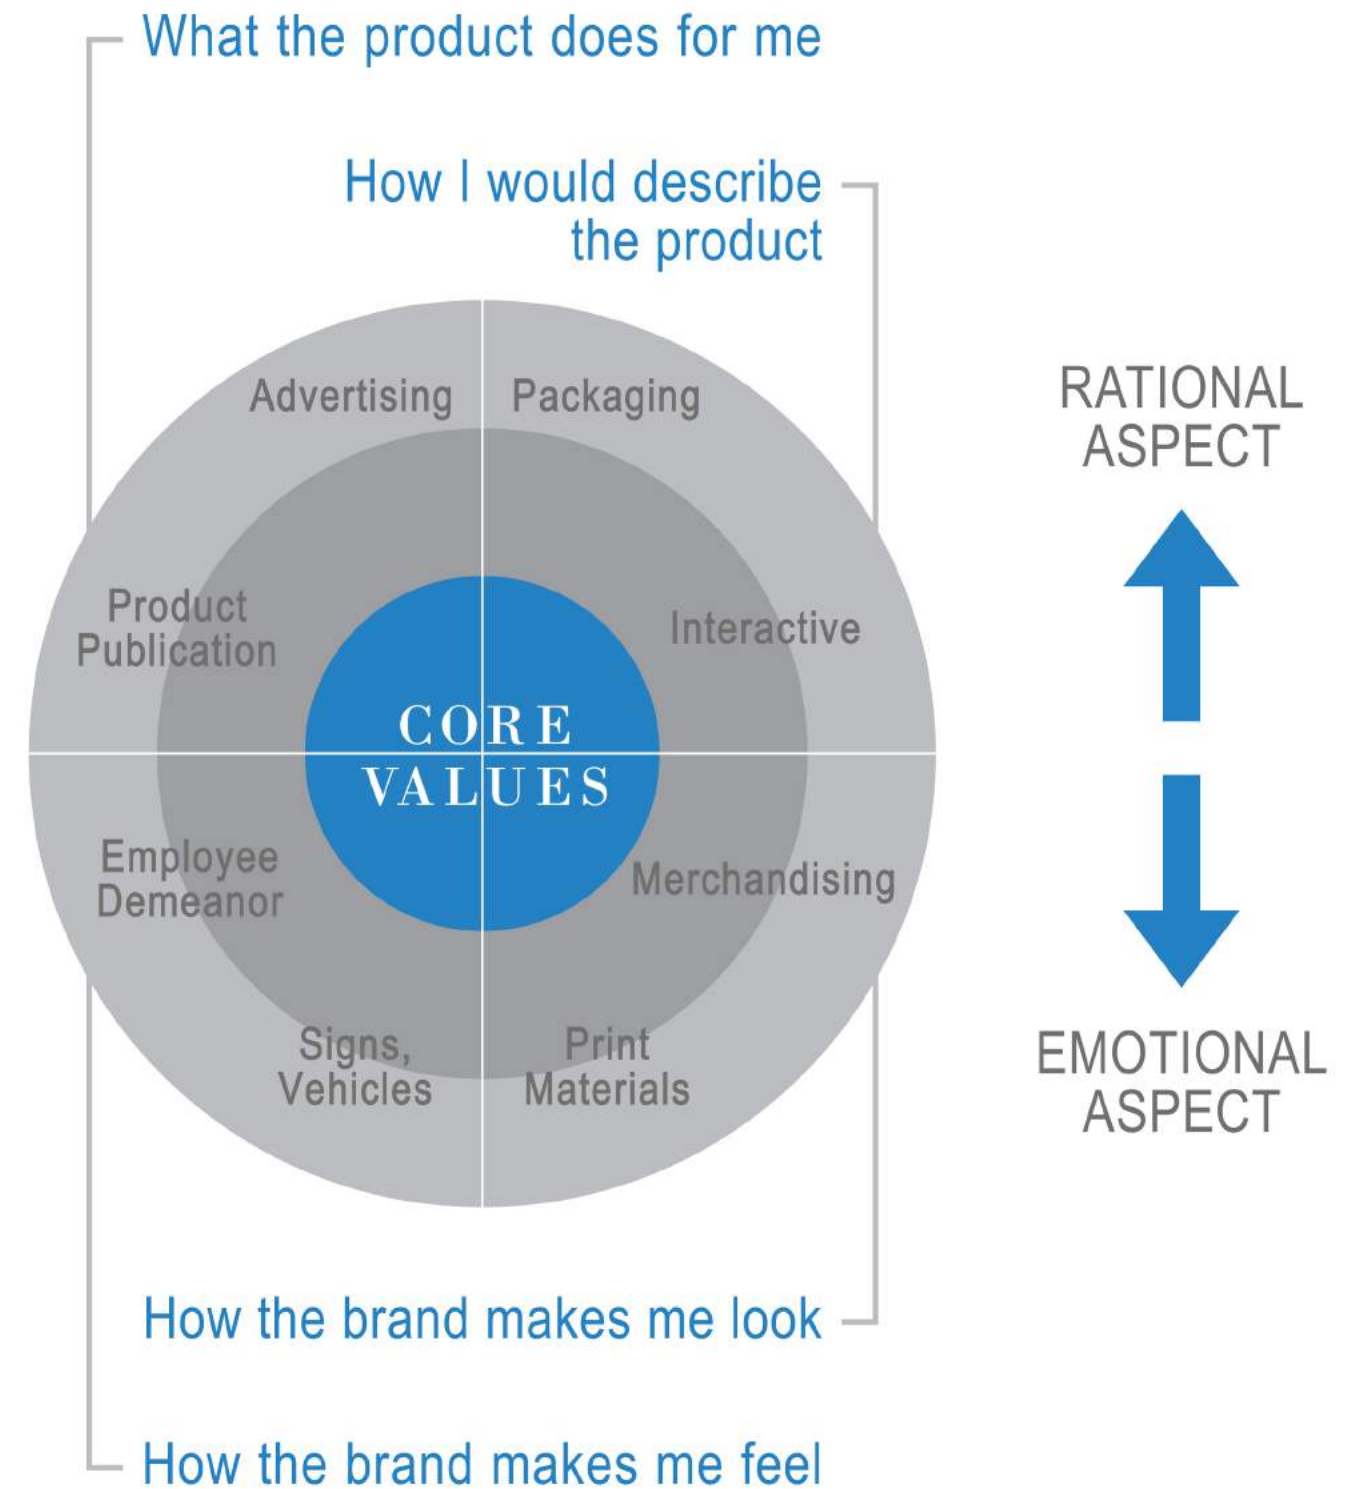 What the product does for me
How I would describe
the product
Advertising
Packaging
RATIONAL
ASPECT
Product
Publication
Interactive
CORE
VALUES
Employee
Demeanor
Merchandising
Signs,
Vehicles
Print
Materials
EMOTIONAL
ASPECT
How the brand makes me look
How the brand makes me feel